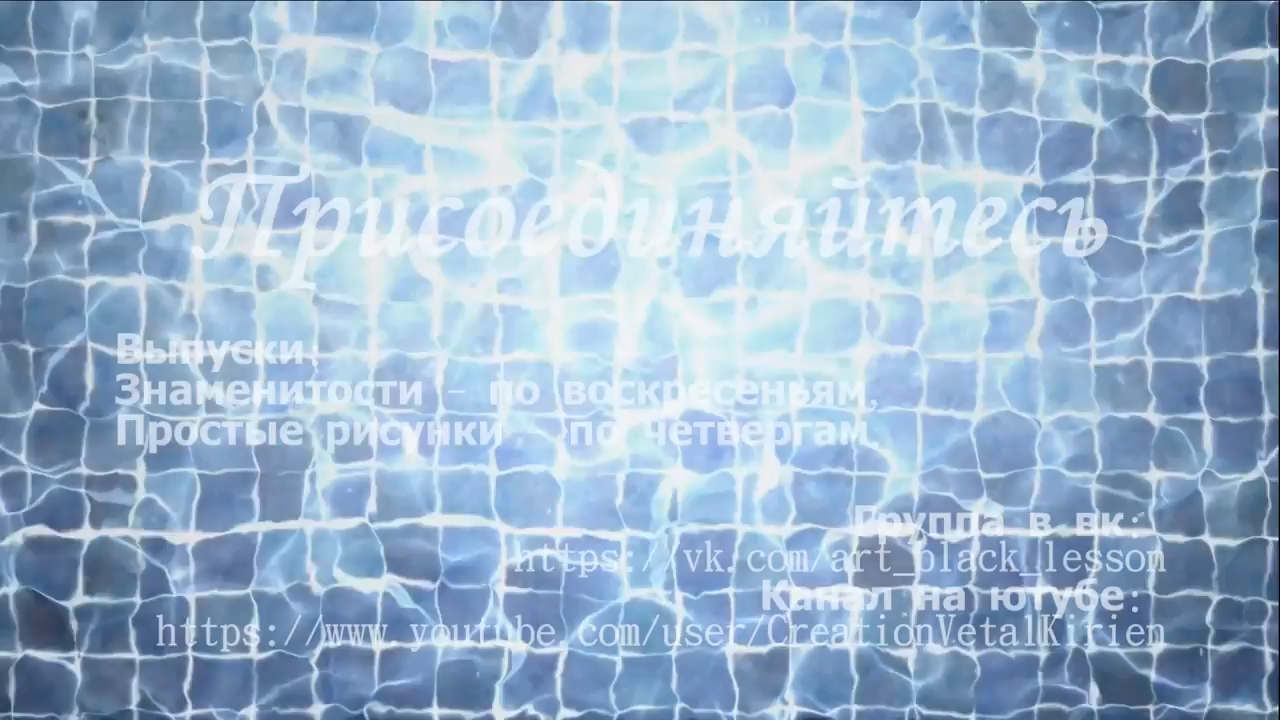 Присоединяйтесь
Выпуски:
Знаменитости - по воскресеньям,
Простые рисунки - по четвергам.
Группа в вк:
https://vk.com/art_black_lesson
Канал на ютубе:
https://www.youtube.com/user/CreationVetalKirien